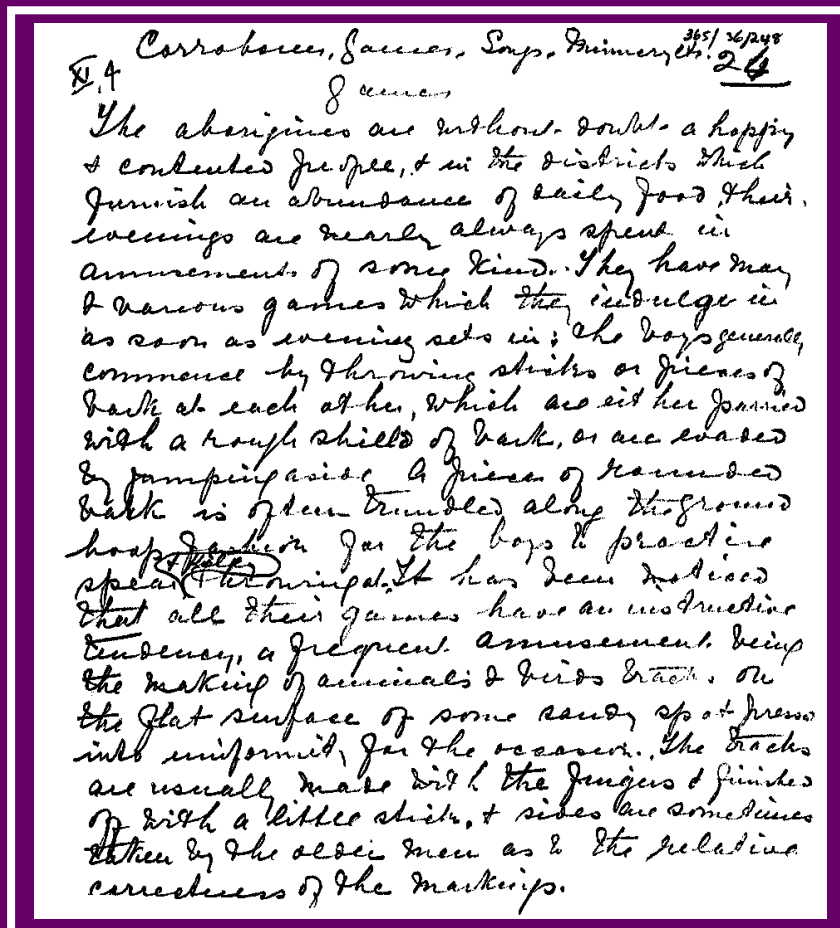 Corroborees, Games, Songs, Mimicry etc. 365/36/248
XI, 4 24
Games
The aborigines are without doubt a happy
& contented people, & in the districts which
furnish an abundance of daily food, their
evenings are nearly always spent in
amusements of some kind. They have many
& various games which they indulge in
as soon as evening sets in; the boys generally
commence by throwing sticks or pieces of
bark at each other, which are either parried
with a rough shield of bark, or are evaded
by jumping aside. A piece of rounded
bark is often trundled along the ground
hoop fashion for the boys to practise
spear throwing at. It has been noticed
that all their games have an instructive
tendency, a frequent amusement being
the making of animals & birds tracks on
the flat surface of some sandy spot pressed
into uniformity for the occasion. The tracks
are usually made with the fingers & finished
off with a little stick, & sides are sometimes
taken by the older men as to the relative
correctness of the markings.